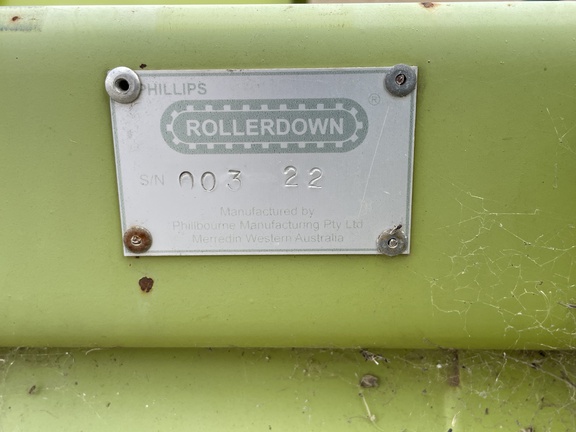 PHILLIPS
ROLLERDOWN ®
S/N 003 22
Manufactured by
Philbourne Manufacturing Pty Ltd
Merredin Western Australia